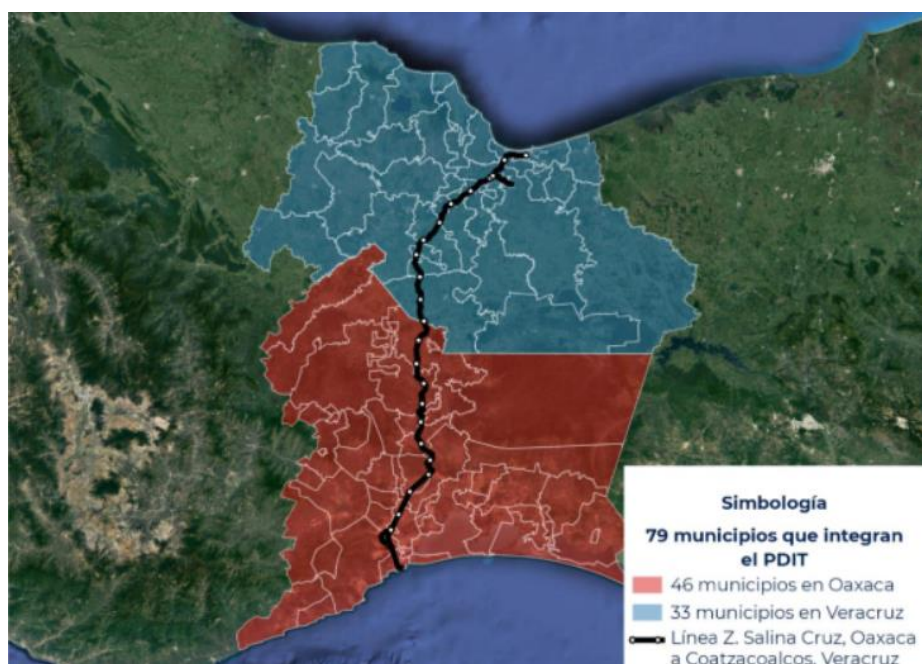 Simbología
79 municipios que integran
el PDIT
46 municipios en Oaxaca
33 municipios en Veracruz
Línea Z. Salina Cruz, Oaxaca
a Coatzacoalcos, Veracruz